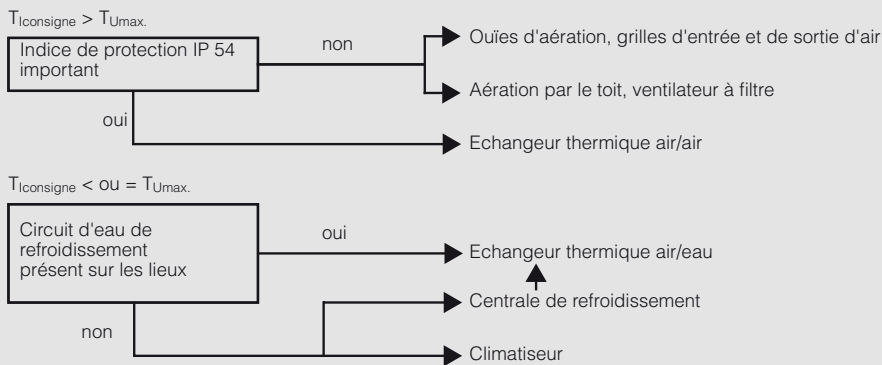 TIconsigne > TUmax.
Indice de protection IP 54
important
non
Ouïes d'aération, grilles d'entrée et de sortie d'air
Aération par le toit, ventilateur à filtre
oui
Echangeur thermique air/air
TIconsigne < ou = TUmax.
Circuit d'eau de
refroidissement
présent sur les lieux
oui
Echangeur thermique air/eau
Centrale de refroidissement
non
Climatiseur